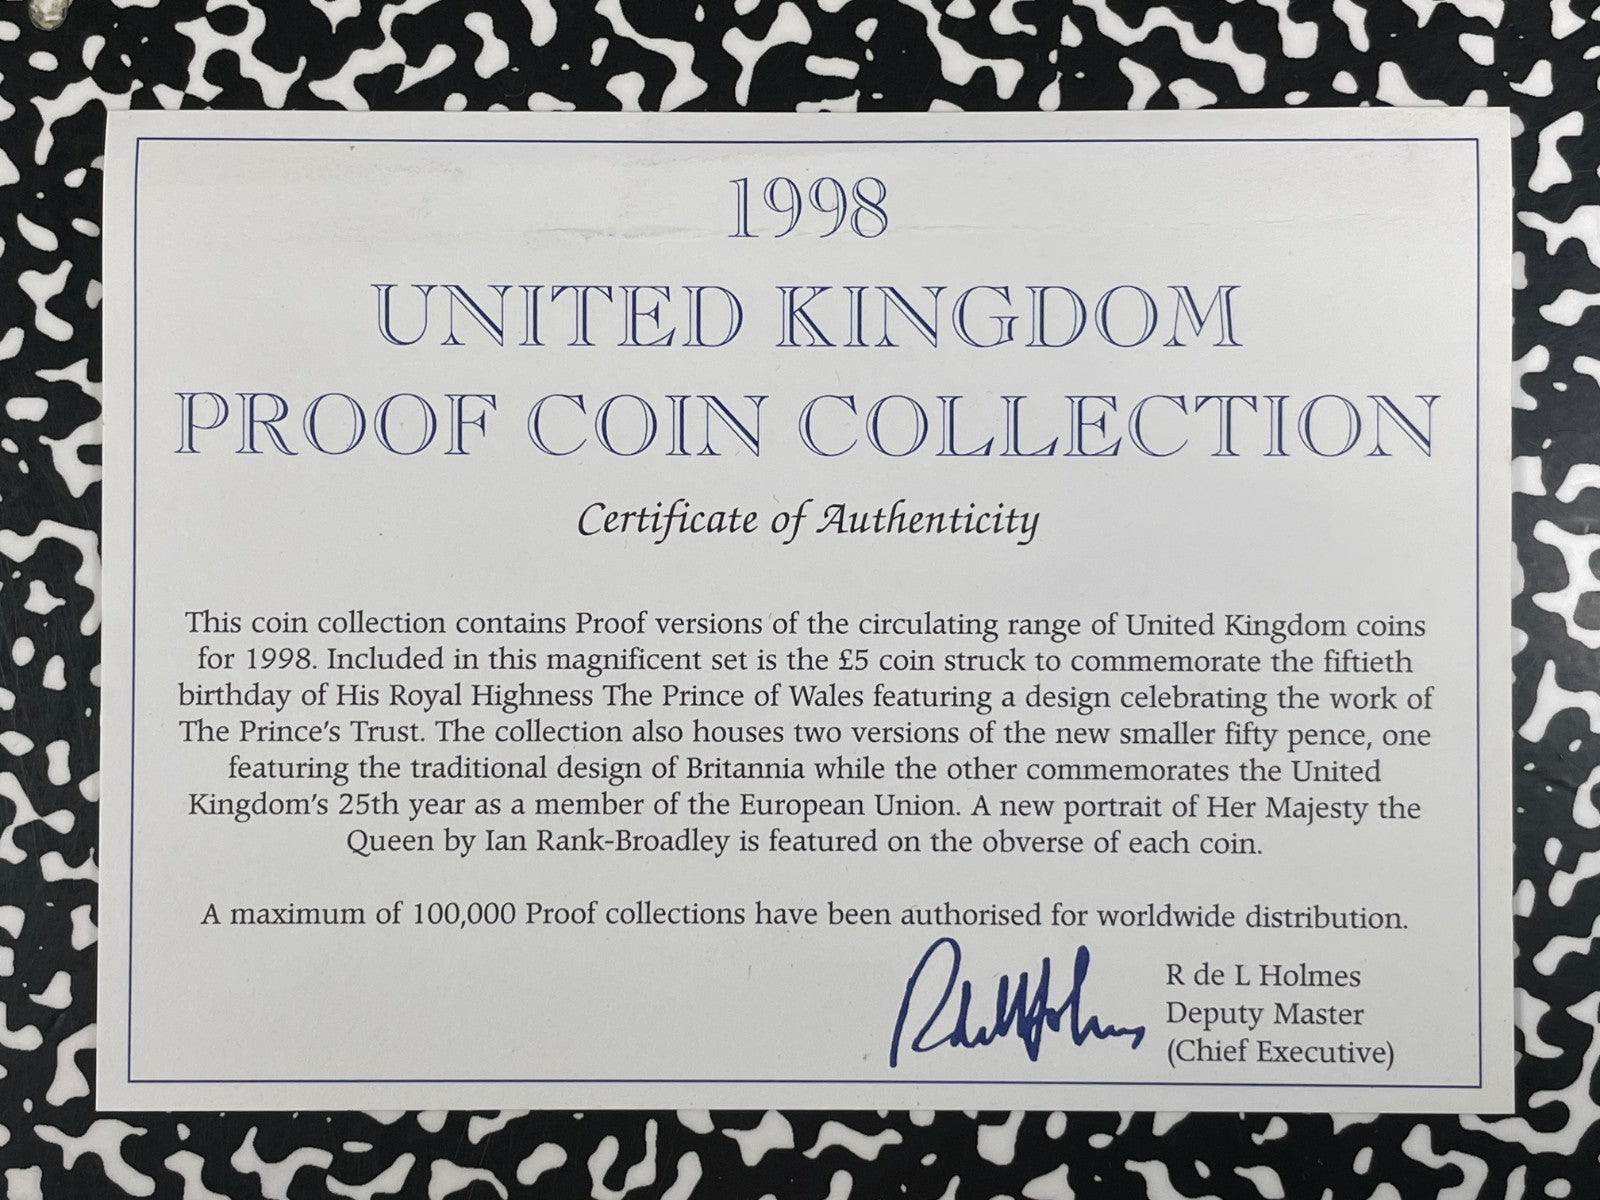 1998
UNITED KINGDOM
PROOF COIN COLLECTION
Certificate of Authenticity
This coin collection contains Proof versions of the circulating range of United Kingdom coins
for 1998. Included in this magnificent set is the £5 coin struck to commemorate the fiftieth
birthday of His Royal Highness The Prince of Wales featuring a design celebrating the work of
The Prince's Trust. The collection also houses two versions of the new smaller fifty pence, one
featuring the traditional design of Britannia while the other commemorates the United
Kingdom's 25th year as a member of the European Union. A new portrait of Her Majesty the
Queen by Ian Rank-Broadley is featured on the obverse of each coin.
A maximum of 100,000 Proof collections have been authorised for worldwide distribution.
R de L Holmes
R de L Holmes
Deputy Master
(Chief Executive)